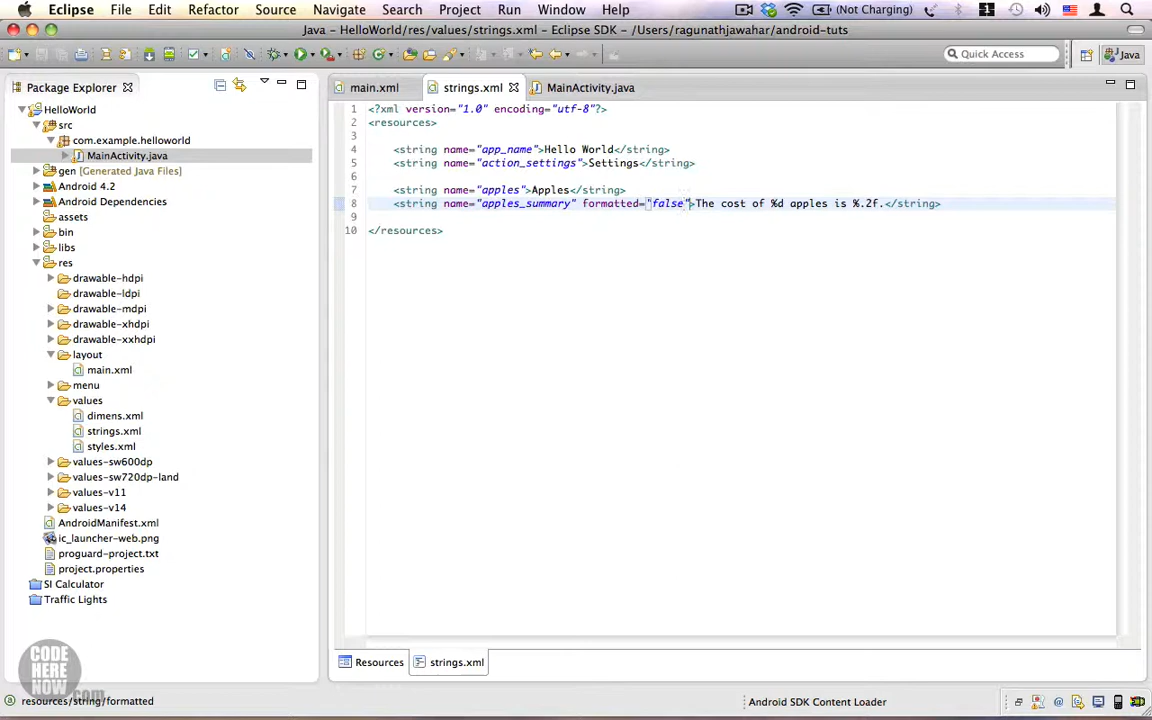 Eclipse File Edit Refactor Source Navigate Search Project Run Window Help (Not Charging)
Java - HelloWorld/res/values/strings.xml - Eclipse SDK - /Users/ragunathjawahar/android-tuts
Quick Access
Java
Package Explorer
HelloWorld
src
com.example.helloworld
MainActivity.java
gen [Generated Java Files]
Android 4.2
Android Dependencies
assets
bin
libs
res
drawable-hdpi
drawable-ldpi
drawable-mdpi
drawable-xhdpi
drawable-xxhdpi
layout
main.xml
menu
values
dimens.xml
strings.xml
styles.xml
values-sw600dp
values-sw720dp-land
values-v11
values-v14
AndroidManifest.xml
ic_launcher-web.png
proguard-project.txt
project.properties
SI Calculator
Traffic Lights
main.xml strings.xml MainActivity.java
1 <?xml version="1.0" encoding="utf-8"?>
2 <resources>
3
4 <string name="app_name">Hello World</string>
5 <string name="action_settings">Settings</string>
6
7 <string name="apples">Apples</string>
8 <string name="apples_summary" formatted="false">The cost of %d apples is %.2f.</string>
9
10 </resources>
Resources strings.xml
CODE
HERE
NOW.com
resources/string/formatted
Android SDK Content Loader